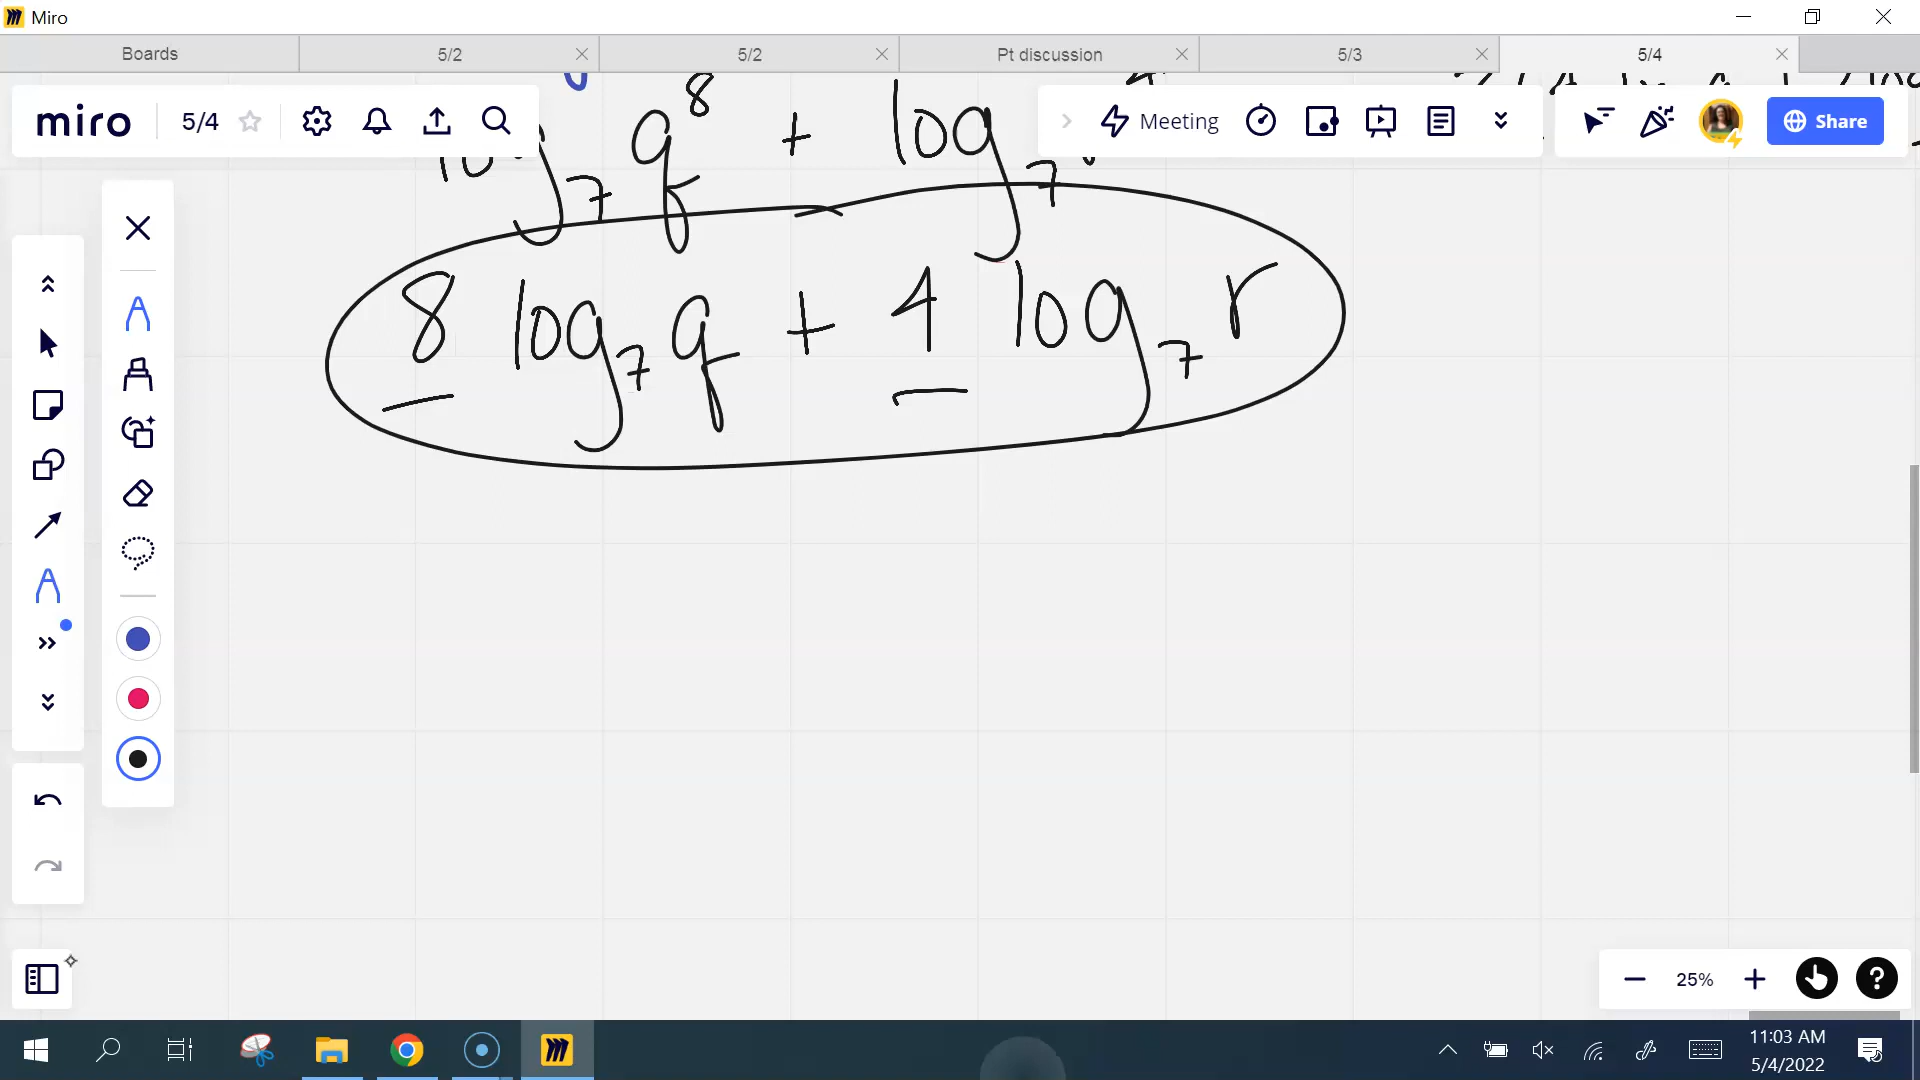 Miro
Boards 5/2 5/2 Pt discussion 5/3 5/4
miro 5/4 Meeting Share
log₇ q⁸ + log₇
8 log₇ q + 4 log₇ r
25%
11:03 AM
5/4/2022